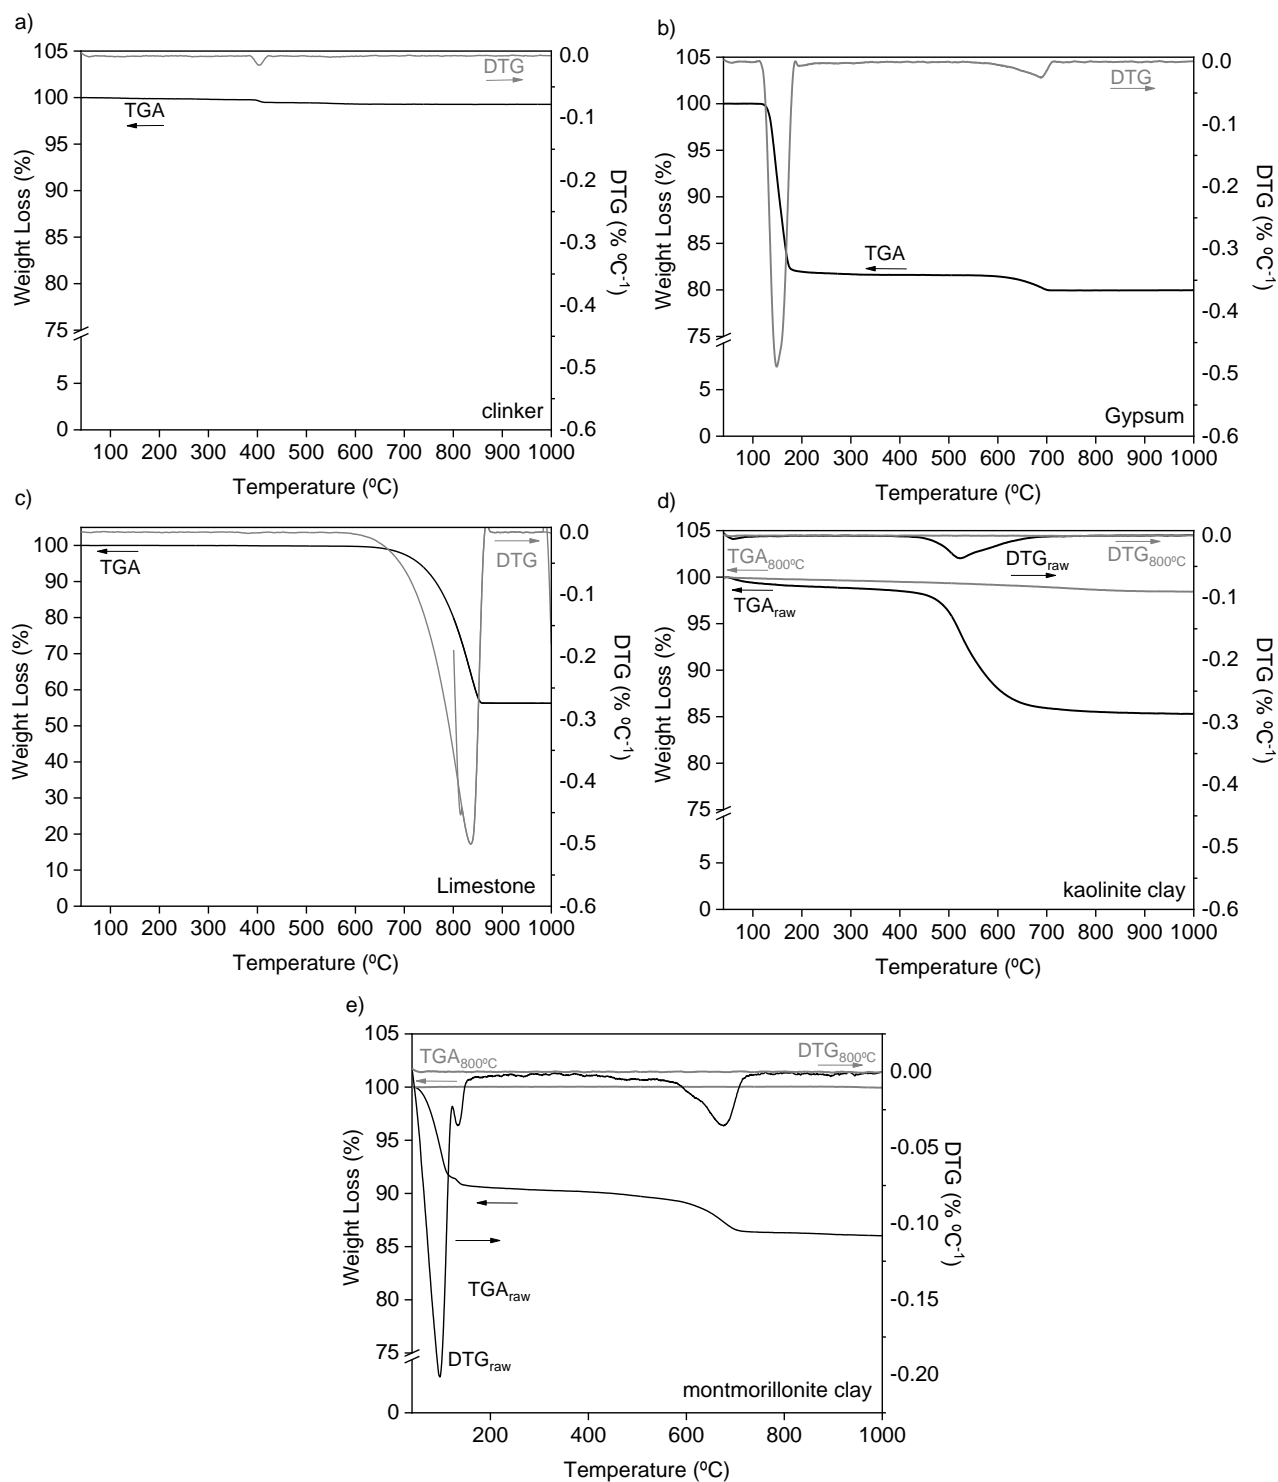 a)
105
100
95
90
85
80
75
5
0
Weight Loss (%)
TGA
DTG
clinker
0.0
-0.1
-0.2
-0.3
-0.4
-0.5
-0.6
DTG (% ºC-1)
100 200 300 400 500 600 700 800 900 1000
Temperature (ºC)
b)
105
100
95
90
85
80
75
5
0
Weight Loss (%)
DTG
TGA
Gypsum
0.0
-0.1
-0.2
-0.3
-0.4
-0.5
-0.6
DTG (% ºC-1)
100 200 300 400 500 600 700 800 900 1000
Temperature (ºC)
c)
100
90
80
70
60
50
40
30
20
10
0
Weight Loss (%)
TGA
DTG
Limestone
0.0
-0.1
-0.2
-0.3
-0.4
-0.5
-0.6
DTG (% ºC-1)
100 200 300 400 500 600 700 800 900 1000
Temperature (ºC)
d)
105
100
95
90
85
80
75
5
0
Weight Loss (%)
TGA800ºC
DTGraw
DTG800ºC
TGAraw
kaolinite clay
0.0
-0.1
-0.2
-0.3
-0.4
-0.5
-0.6
DTG (% ºC-1)
100 200 300 400 500 600 700 800 900 1000
Temperature (ºC)
e)
105
100
95
90
85
80
75
0
Weight Loss (%)
TGA800ºC
DTG800ºC
TGAraw
DTGraw
montmorillonite clay
0.00
-0.05
-0.10
-0.15
-0.20
DTG (% ºC-1)
200 400 600 800 1000
Temperature (ºC)